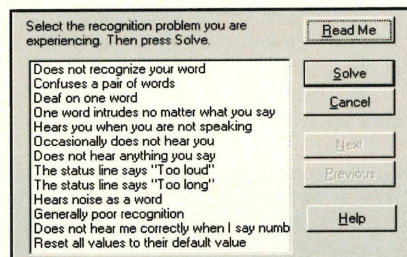 Select the recognition problem you are
experiencing. Then press Solve.
Read Me
Does not recognize your word
Confuses a pair of words
Deaf on one word
One word intrudes no matter what you say
Hears you when you are not speaking
Occasionally does not hear you
Does not hear anything you say
The status line says "Too loud"
The status line says "Too long"
Hears noise as a word
Generally poor recognition
Does not hear me correctly when I say numb
Reset all values to their default value
Solve
Cancel
Next
Previous
Help